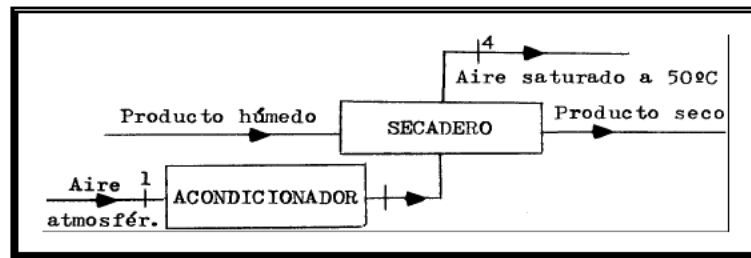 4
Aire saturado a 50ºC
Producto húmedo
SECADERO
Producto seco
Aire
1
atmosfér.
ACONDICIONADOR